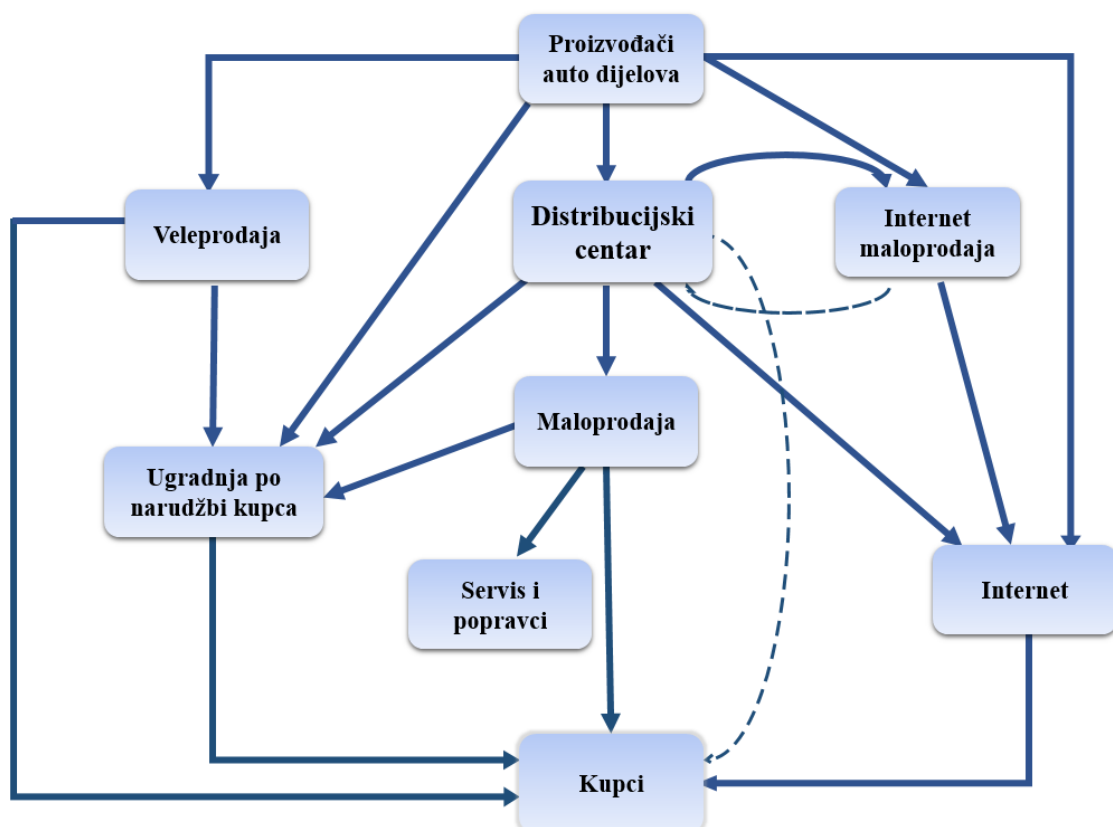 Proizvođači
auto dijelova
Veleprodaja
Distribucijski
centar
Internet
maloprodaja
Maloprodaja
Ugradnja po
narudžbi kupca
Servis i
popravci
Internet
Kupci